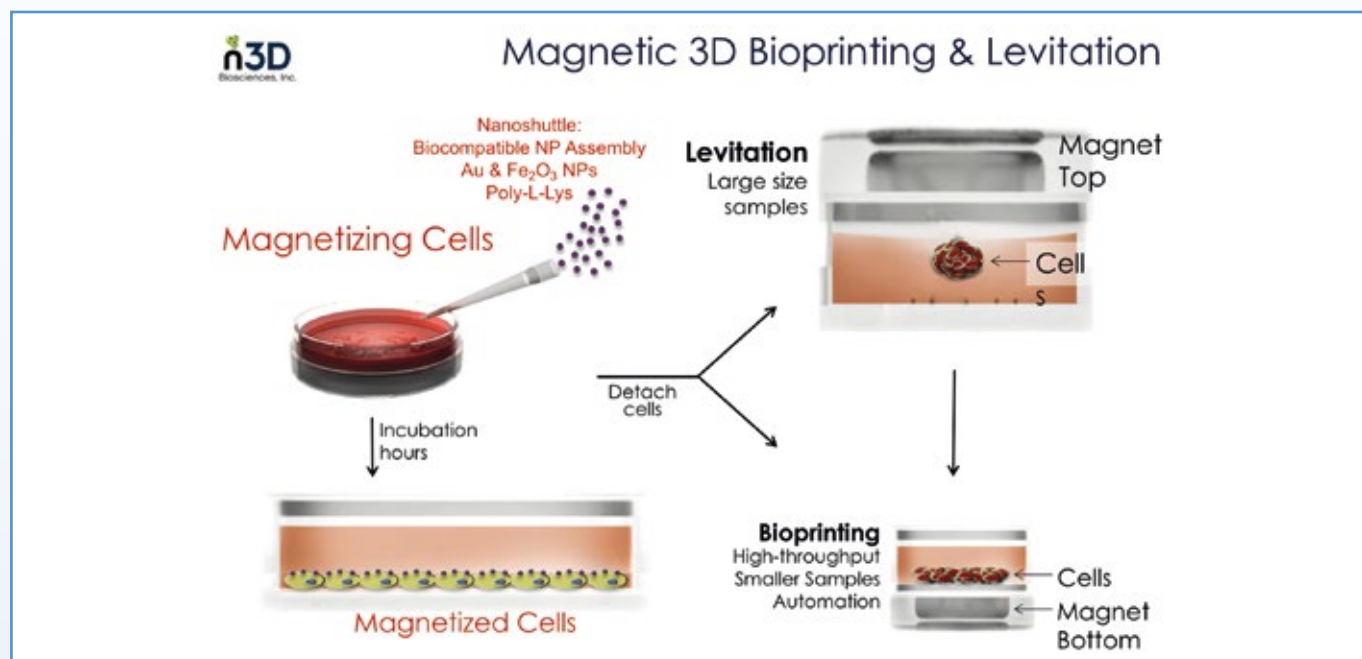 n3D
Biosciences, Inc.
Magnetic 3D Bioprinting & Levitation
Nanoshuttle:
Biocompatible NP Assembly
Au & Fe₂O₃ NPs
Poly-L-Lys
Magnetizing Cells
Incubation
hours
Magnetized Cells
Detach
cells
Levitation
Large size
samples
Magnet
Top
Cell
s
Bioprinting
High-throughput
Smaller Samples
Automation
Cells
Magnet
Bottom